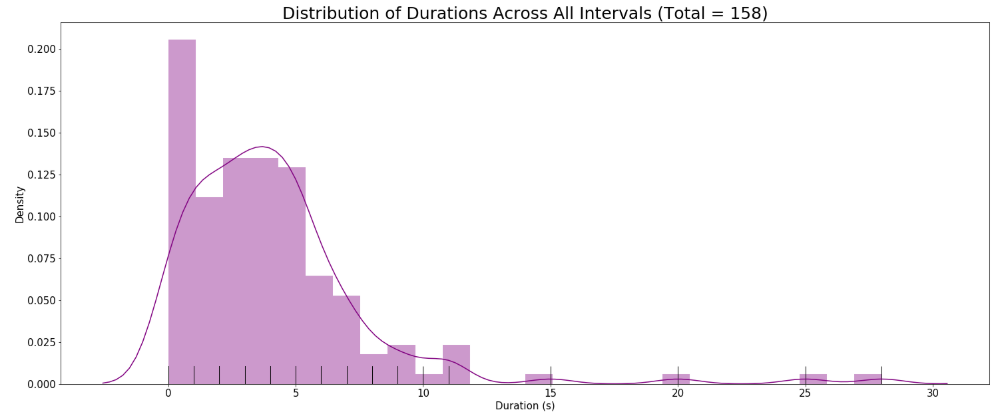 Distribution of Durations Across All Intervals (Total = 158)
0.200
0.175
0.150
0.125
0.100
0.075
0.050
0.025
0.000
Density
0 5 10 15 20 25 30
Duration (s)